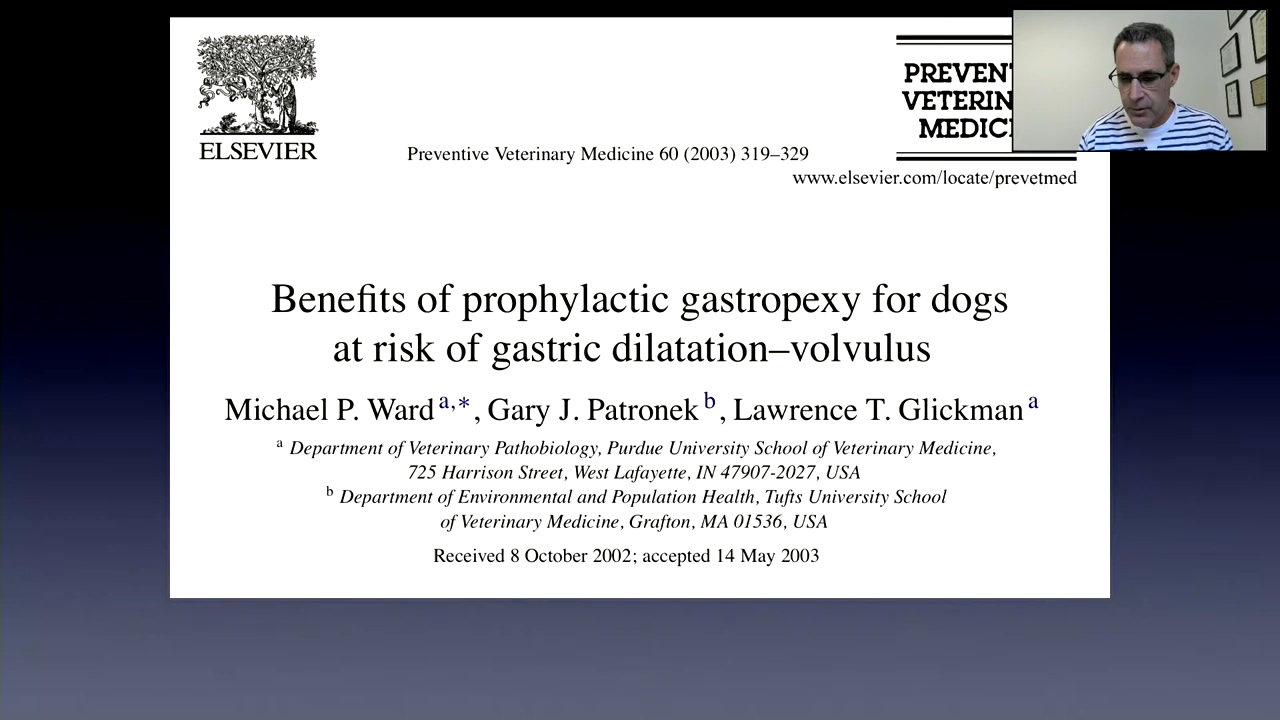 ELSEVIER
Preventive Veterinary Medicine 60 (2003) 319–329
www.elsevier.com/locate/prevetmed
Benefits of prophylactic gastropexy for dogs
at risk of gastric dilatation–volvulus
Michael P. Ward a,*, Gary J. Patronek b, Lawrence T. Glickman a
a Department of Veterinary Pathobiology, Purdue University School of Veterinary Medicine,
725 Harrison Street, West Lafayette, IN 47907-2027, USA
b Department of Environmental and Population Health, Tufts University School
of Veterinary Medicine, Grafton, MA 01536, USA
Received 8 October 2002; accepted 14 May 2003